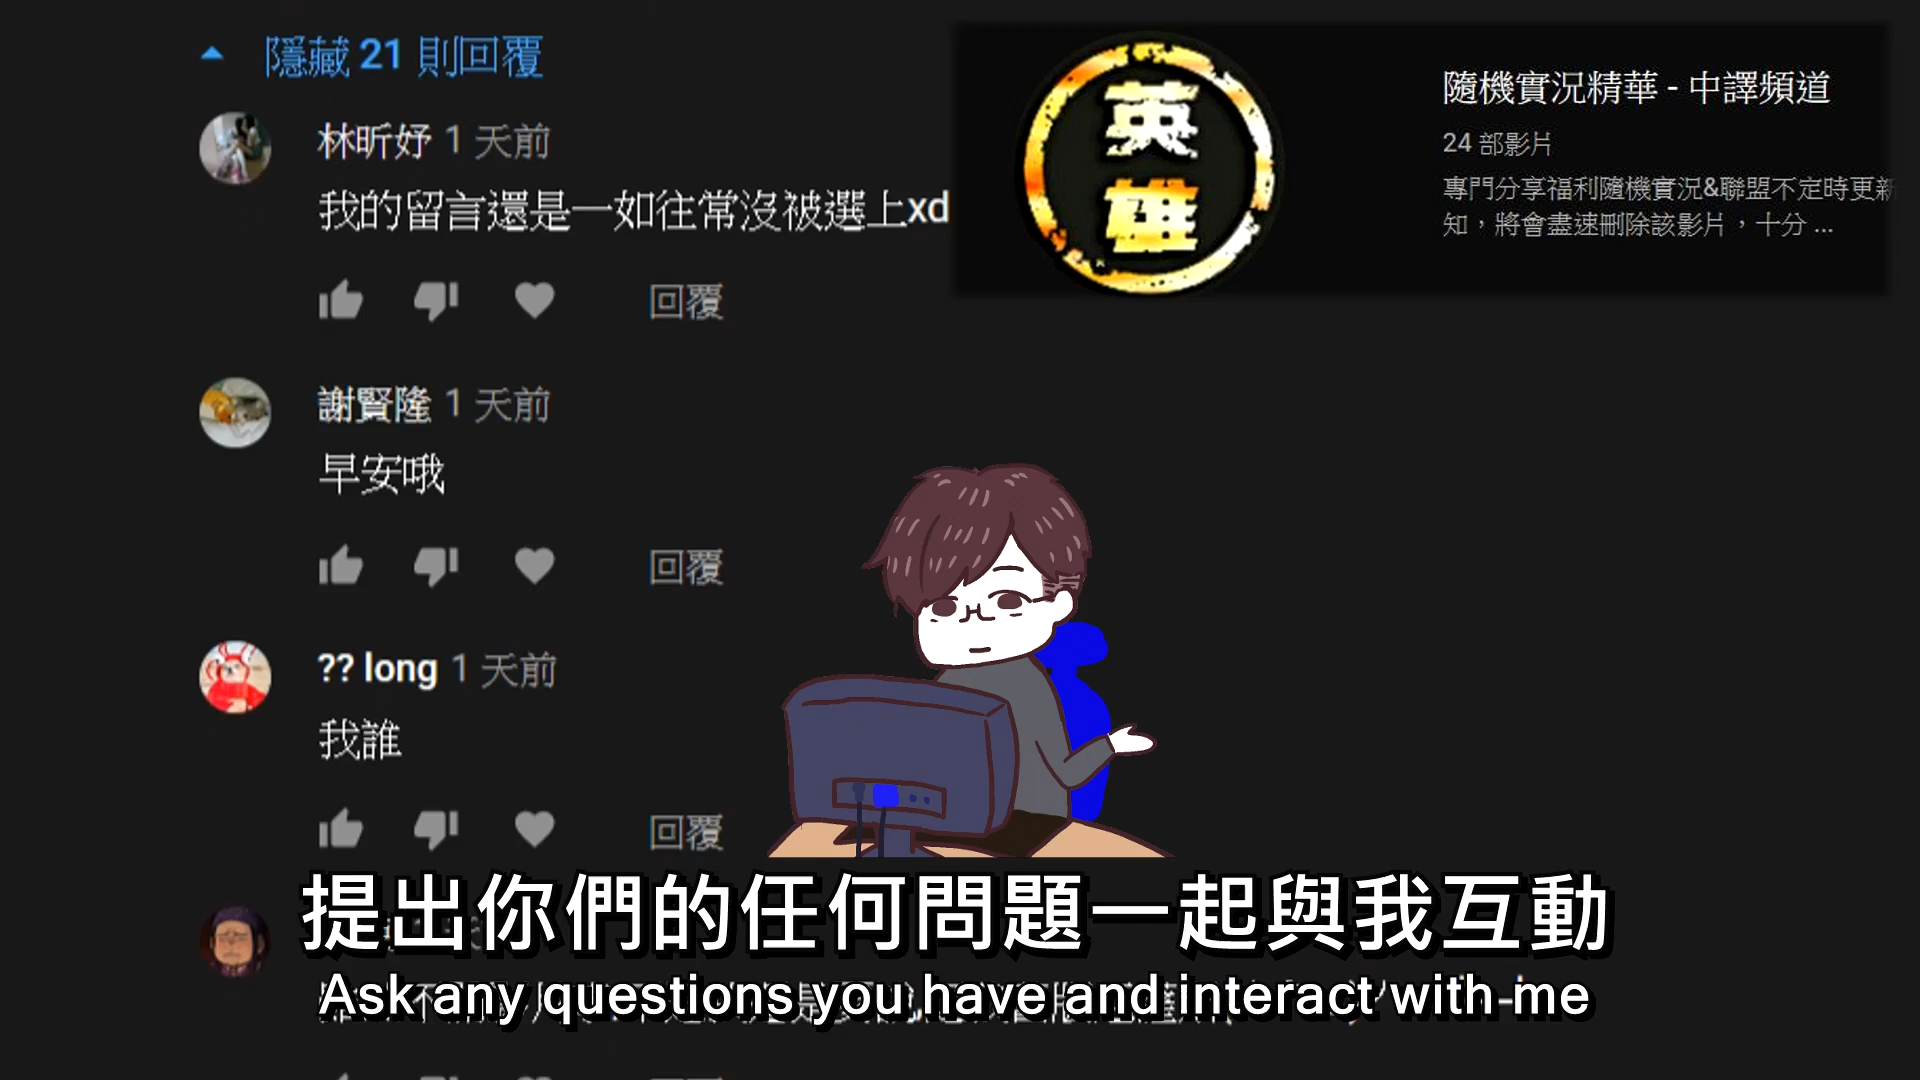 隱藏 21 則回覆
林昕妤 1 天前
我的留言還是一如往常沒被選上xd
回覆
謝賢隆 1 天前
早安哦
回覆
?? long 1 天前
我誰
回覆
英
雄
隨機實況精華 - 中譯頻道
24 部影片
專門分享福利隨機實況&聯盟不定時更新
知，將會盡速刪除該影片，十分 ...
提出你們的任何問題一起與我互動
Ask any questions you have and interact with me